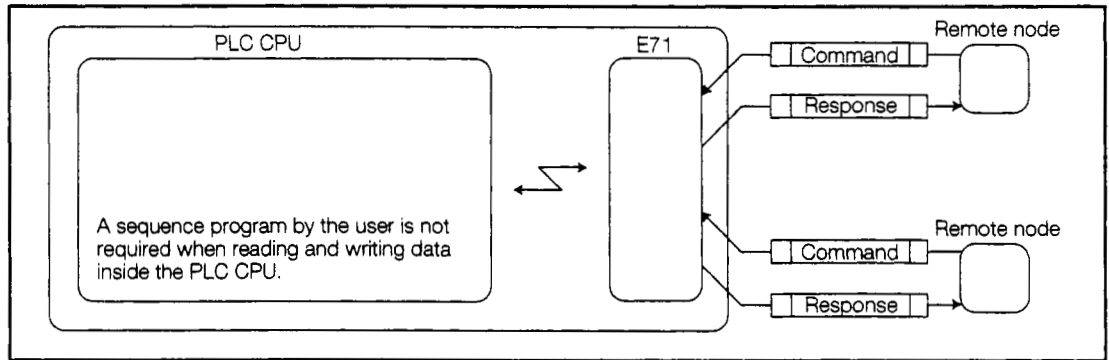 PLC CPU
E71
Remote node
Command
Response
A sequence program by the user is not
required when reading and writing data
inside the PLC CPU.
Remote node
Command
Response